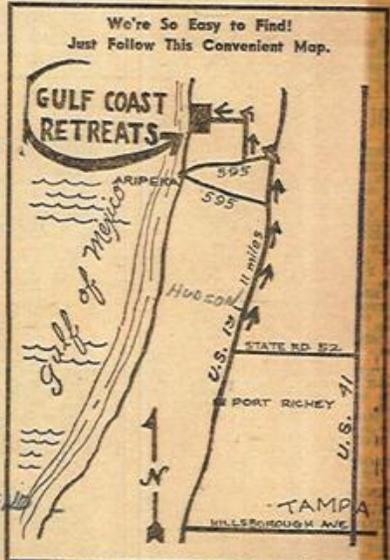 We're So Easy to Find!
Just Follow This Convenient Map.
GULF COAST
RETREATS
ARIPEKA
595
595
Gulf of Mexico
11 miles
HUDSON
U.S. 19
STATE RD 52
PORT RICHEY
U.S. 41
N
TAMPA
HILLSBOROUGH AVE